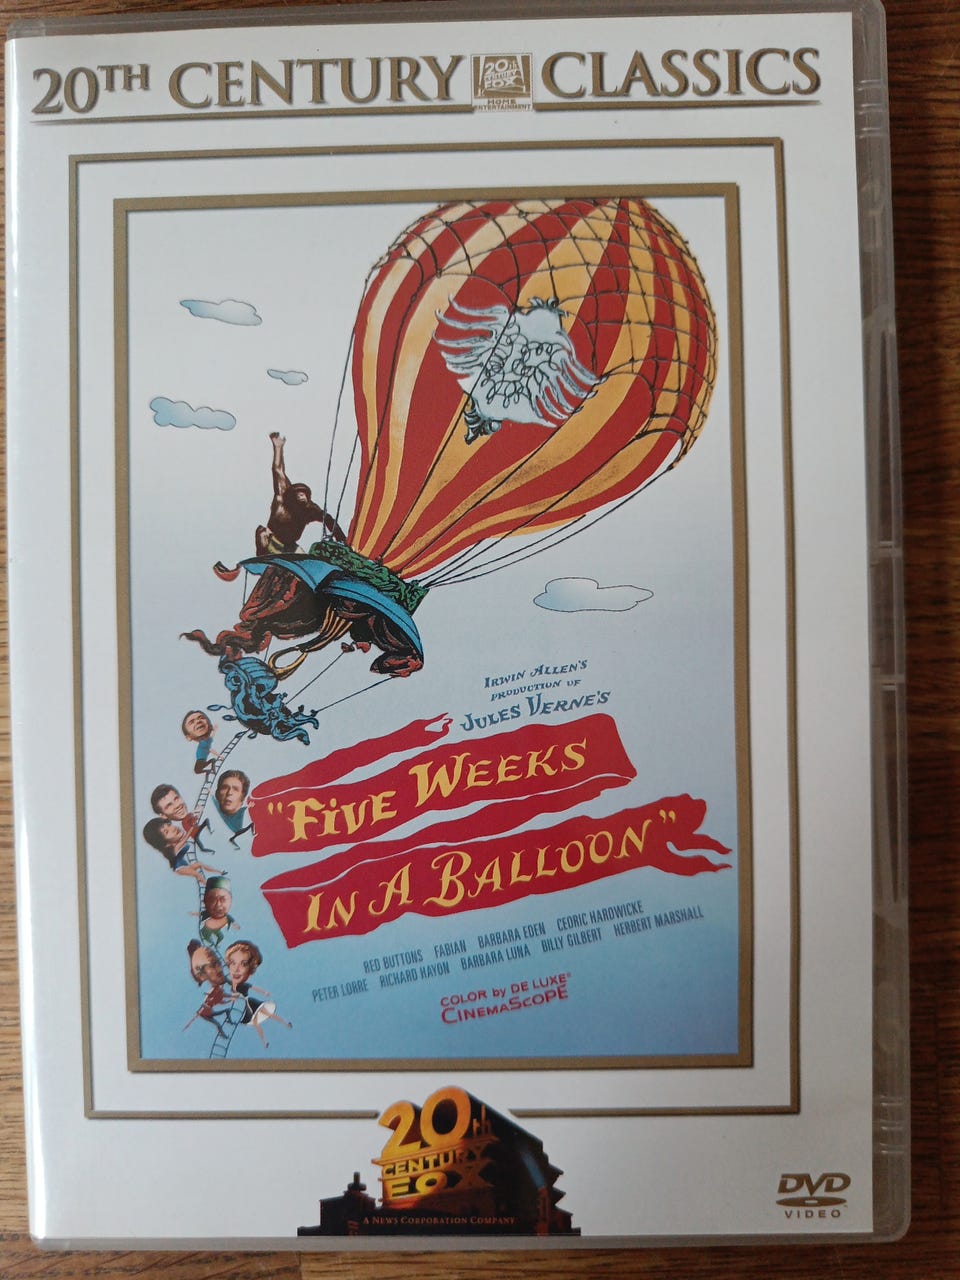 20TH CENTURY CLASSICS
20th
CENTURY
FOX
HOME
ENTERTAINMENT
IRWIN ALLEN'S
PRODUCTION OF
JULES VERNE'S
"FIVE WEEKS
IN A BALLOON"
RED BUTTONS FABIAN BARBARA EDEN CEDRIC HARDWICKE
PETER LORRE RICHARD HAYDN BARBARA LUNA BILLY GILBERT HERBERT MARSHALL
COLOR by DE LUXE
CINEMASCOPE
20th
CENTURY
FOX
A NEWS CORPORATION COMPANY
DVD
VIDEO